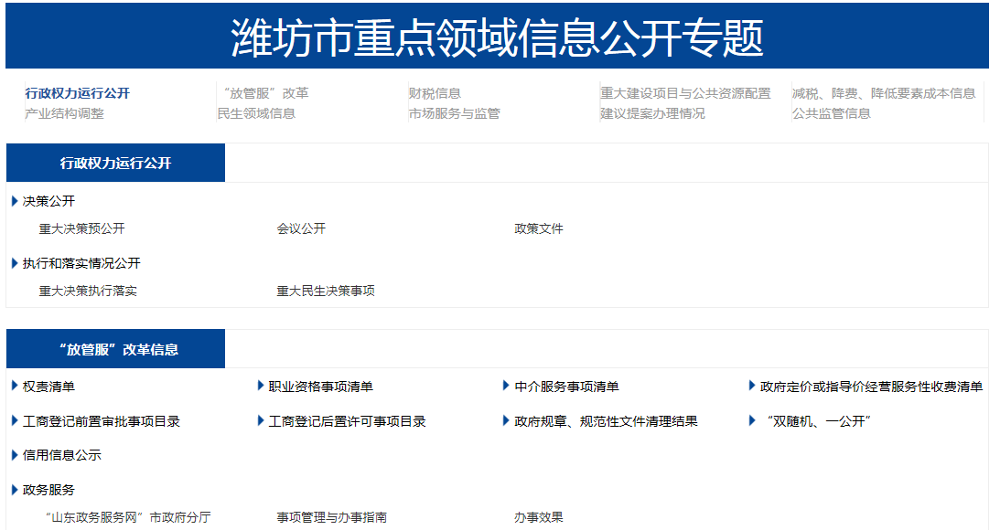 潍坊市重点领域信息公开专题
行政权力运行公开 “放管服”改革 财税信息 重大建设项目与公共资源配置 减税、降费、降低要素成本信息
产业结构调整 民生领域信息 市场服务与监管 建议提案办理情况 公共监管信息
行政权力运行公开
决策公开
重大决策预公开 会议公开 政策文件
执行和落实情况公开
重大决策执行落实 重大民生决策事项
“放管服”改革信息
权责清单 职业资格事项清单 中介服务事项清单 政府定价或指导价经营服务性收费清单
工商登记前置审批事项目录 工商登记后置许可事项目录 政府规章、规范性文件清理结果 “双随机、一公开”
信用信息公示
政务服务
“山东政务服务网”市政府分厅 事项管理与办事指南 办事效果